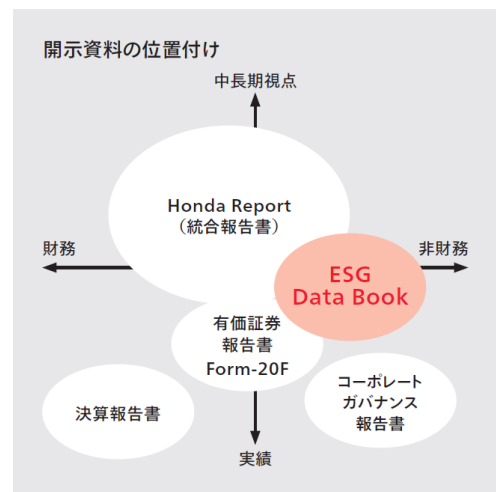 開示資料の位置付け
中長期視点
Honda Report
（統合報告書）
財務
非財務
ESG
Data Book
有価証券
報告書
Form-20F
決算報告書
コーポレート
ガバナンス
報告書
実績